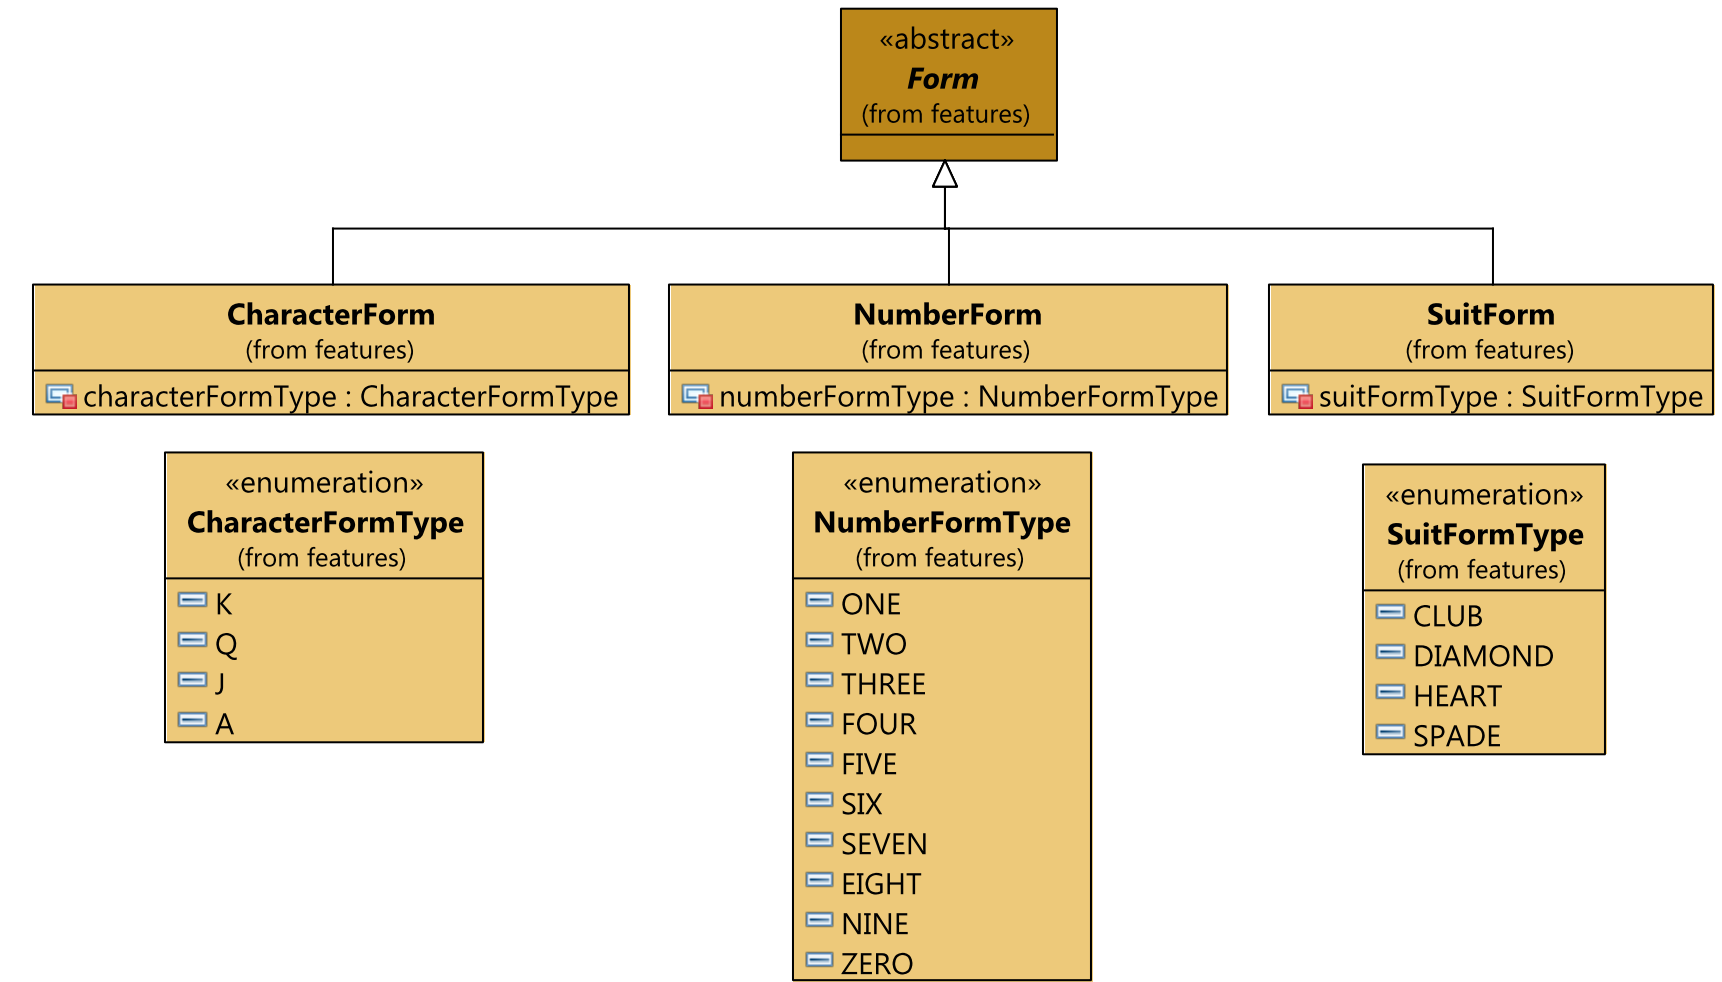 «abstract»
Form
(from features)
CharacterForm
(from features)
characterFormType : CharacterFormType
NumberForm
(from features)
numberFormType : NumberFormType
SuitForm
(from features)
suitFormType : SuitFormType
«enumeration»
CharacterFormType
(from features)
K
Q
J
A
«enumeration»
NumberFormType
(from features)
ONE
TWO
THREE
FOUR
FIVE
SIX
SEVEN
EIGHT
NINE
ZERO
«enumeration»
SuitFormType
(from features)
CLUB
DIAMOND
HEART
SPADE